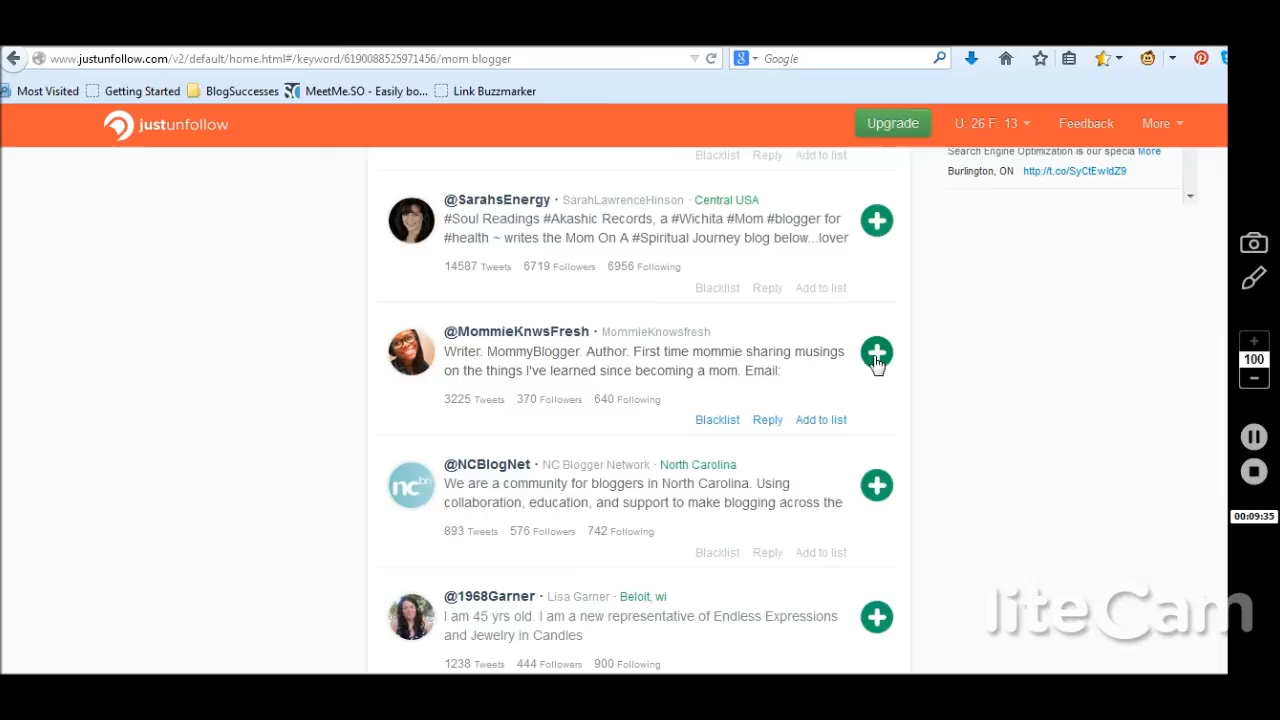 www.justunfollow.com/v2/default/home.html#/keyword/6190088525971456/mom blogger
Google
Most Visited
Getting Started
BlogSuccesses
MeetMe.SO - Easily bo...
Link Buzzmarker
justunfollow
Upgrade
U: 26 F: 13
Feedback
More
Blacklist Reply Add to list
Search Engine Optimization is our specia More
Burlington, ON http://t.co/SyCtEwIdZ9
@SarahsEnergy · SarahLawrenceHinson · Central USA
#Soul Readings #Akashic Records, a #Wichita #Mom #blogger for
#health ~ writes the Mom On A #Spiritual Journey blog below...lover
14587 Tweets 6719 Followers 6956 Following
Blacklist Reply Add to list
@MommieKnwsFresh · MommieKnowsfresh
Writer. MommyBlogger. Author. First time mommie sharing musings
on the things I've learned since becoming a mom. Email:
3225 Tweets 370 Followers 640 Following
Blacklist Reply Add to list
@NCBlogNet · NC Blogger Network · North Carolina
We are a community for bloggers in North Carolina. Using
collaboration, education, and support to make blogging across the
893 Tweets 576 Followers 742 Following
Blacklist Reply Add to list
@1968Garner · Lisa Garner · Beloit, wi
I am 45 yrs old. I am a new representative of Endless Expressions
and Jewelry in Candles
1238 Tweets 444 Followers 900 Following
100
00:09:35
liteCam